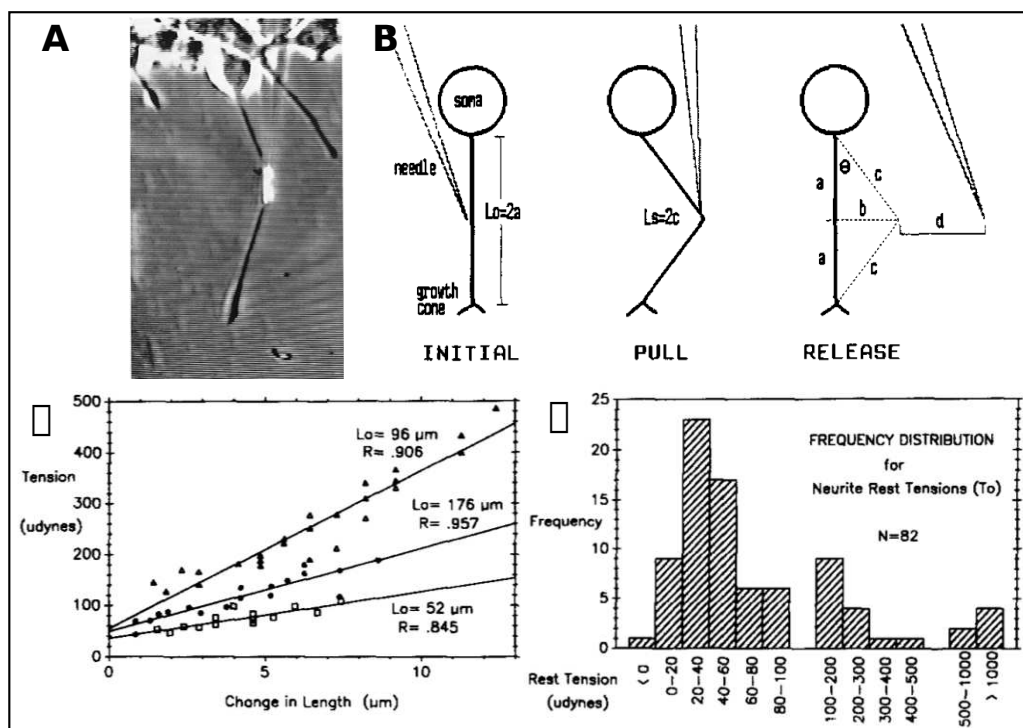 A
B
soma
needle
Lo=2a
growth
cone
INITIAL
Ls=2c
PULL
θ
a
c
b
d
a
c
RELEASE
500
400
300
200
100
0
Tension
(udynes)
Lo= 96 µm
R= .906
Lo= 176 µm
R= .957
Lo= 52 µm
R= .845
0
5
10
Change in Length (µm)
25
20
15
10
5
0
Frequency
FREQUENCY DISTRIBUTION
for
Neurite Rest Tensions (To)
N=82
Rest Tension
(udynes)
< 0
0-20
20-40
40-60
60-80
80-100
100-200
200-300
300-400
400-500
500-1000
> 1000